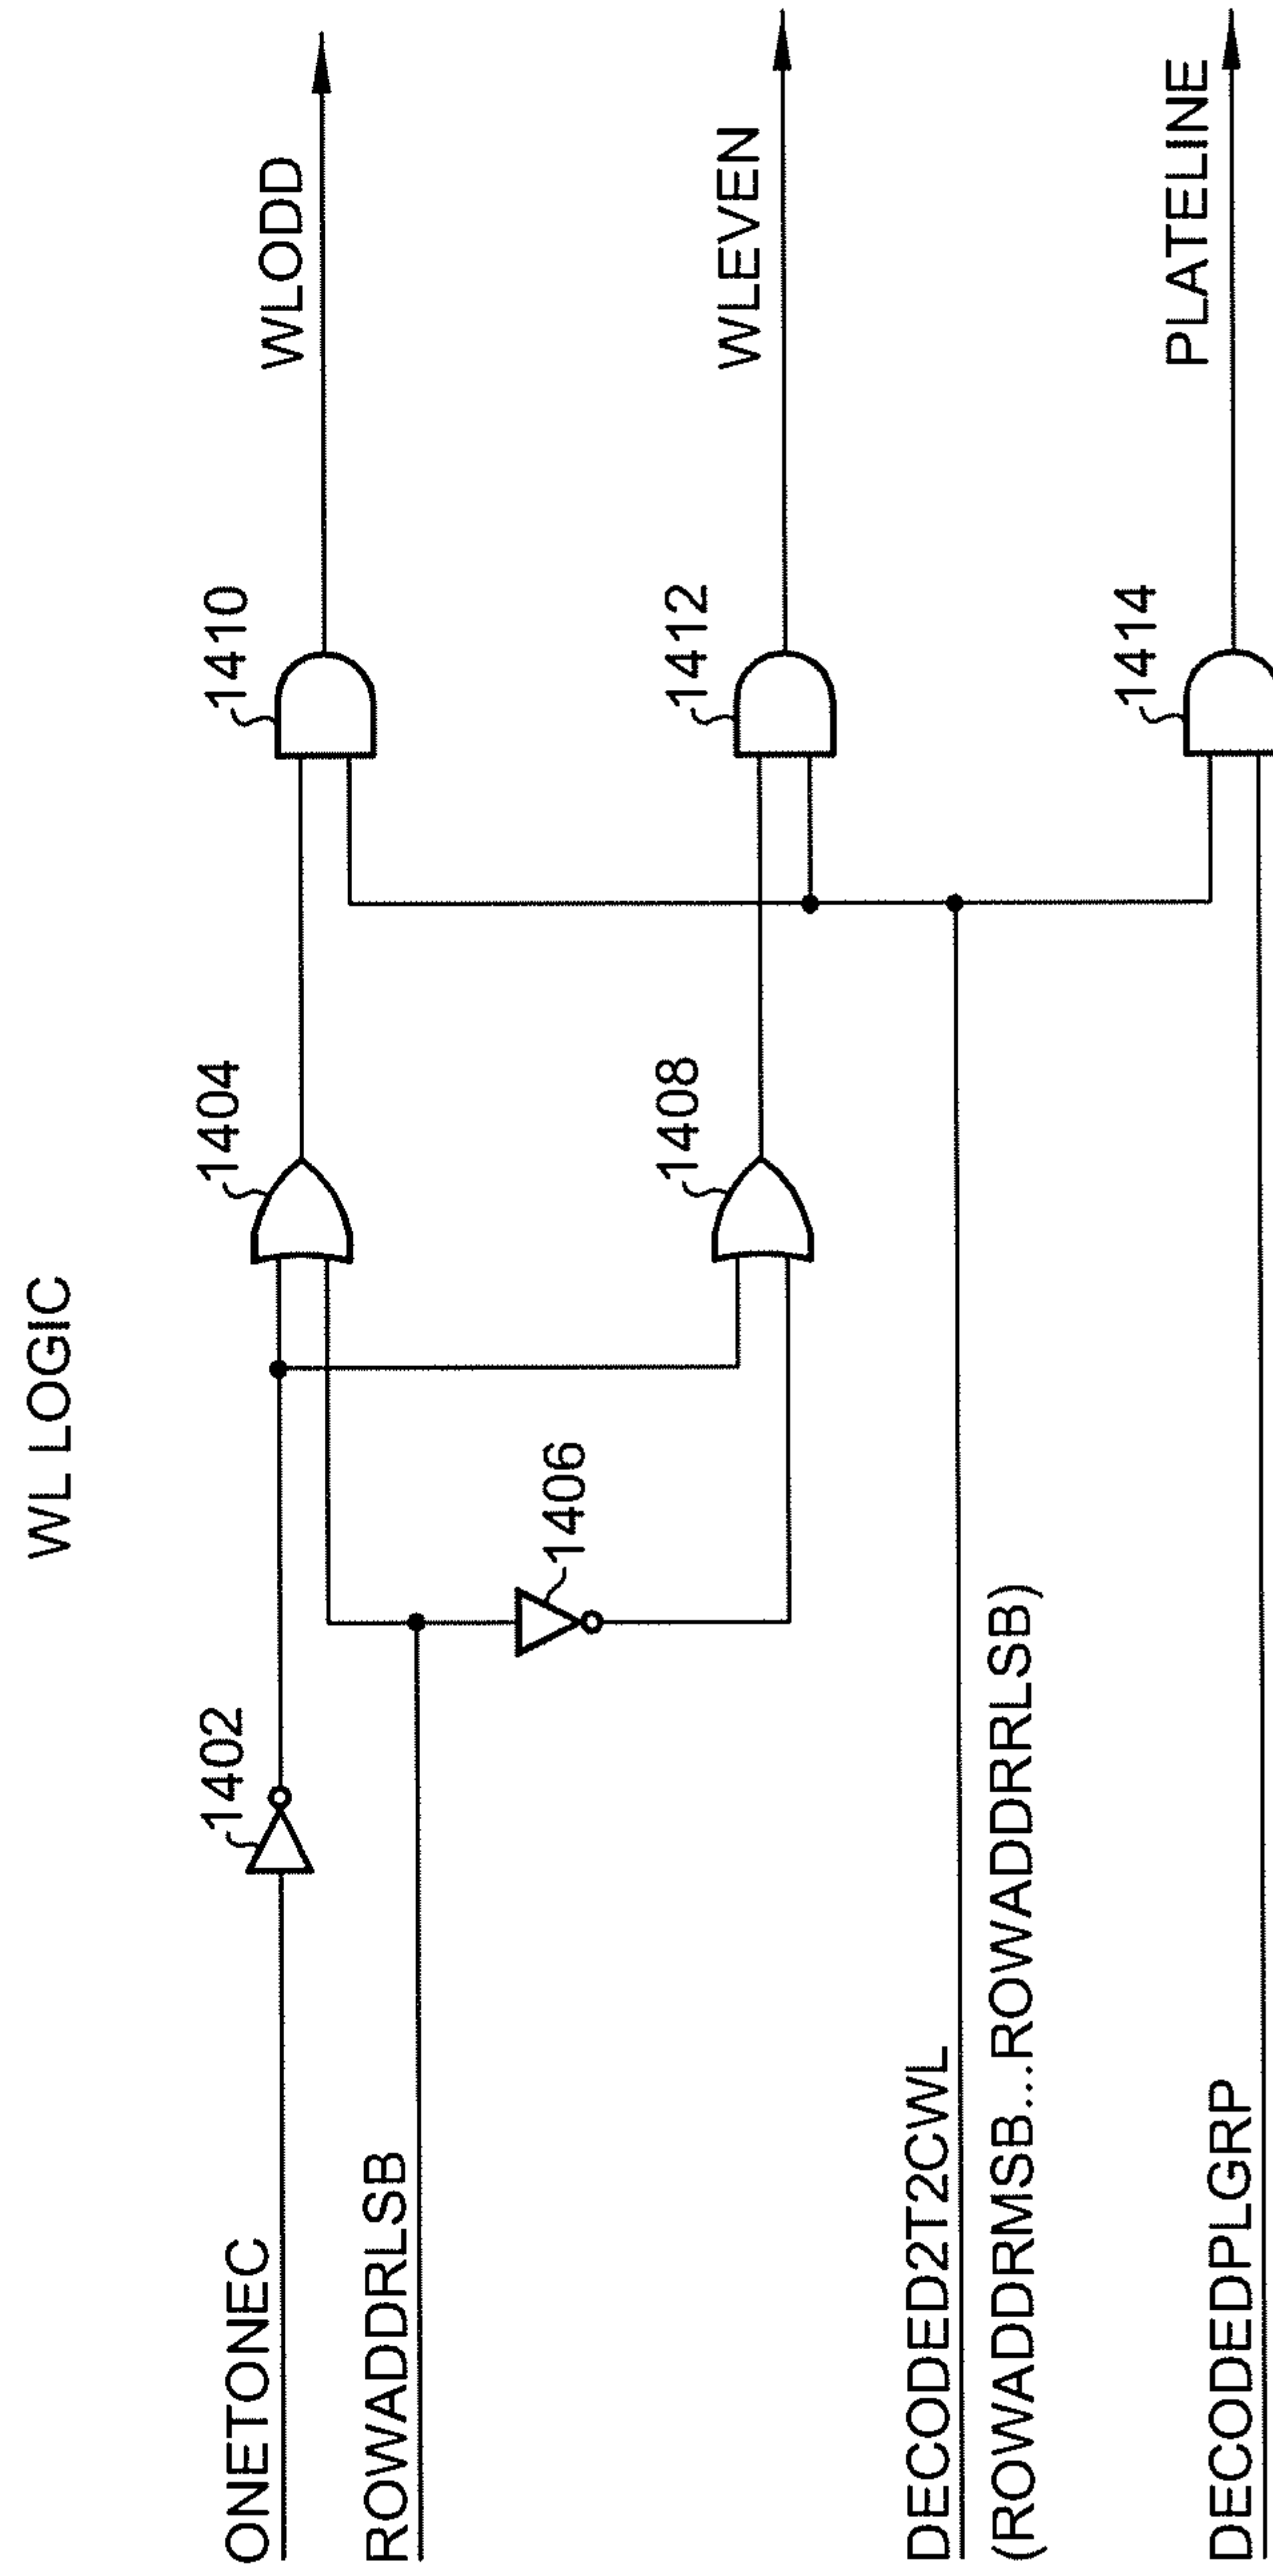 WL LOGIC
ONETONEC
1402
1404
1410
WLODD
ROWADDRLSB
1406
1408
1412
WLEVEN
DECODED2T2CWL
(ROWADDRMSB...ROWADDRRLSB)
1414
PLATELINE
DECODEDPLGRP